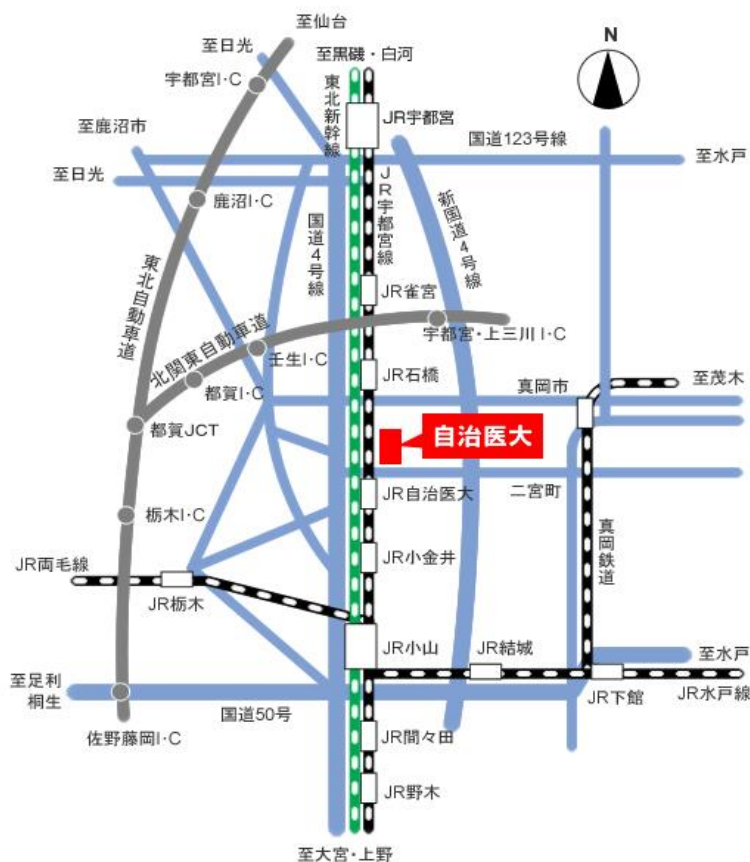 至仙台
至日光
至黒磯・白河
N
宇都宮I・C
東北新幹線
JR宇都宮
至鹿沼市
国道123号線
至水戸
至日光
JR宇都宮線
鹿沼I・C
国道4号線
新国道4号線
東北自動車道
JR雀宮
宇都宮・上三川 I・C
北関東自動車道
壬生I・C
都賀I・C
JR石橋
真岡市
至茂木
都賀JCT
自治医大
JR自治医大
二宮町
栃木I・C
真岡鉄道
JR小金井
JR両毛線
JR栃木
JR小山
JR結城
至水戸
至足利
桐生
国道50号
JR下館
JR水戸線
佐野藤岡I・C
JR間々田
JR野木
至大宮・上野